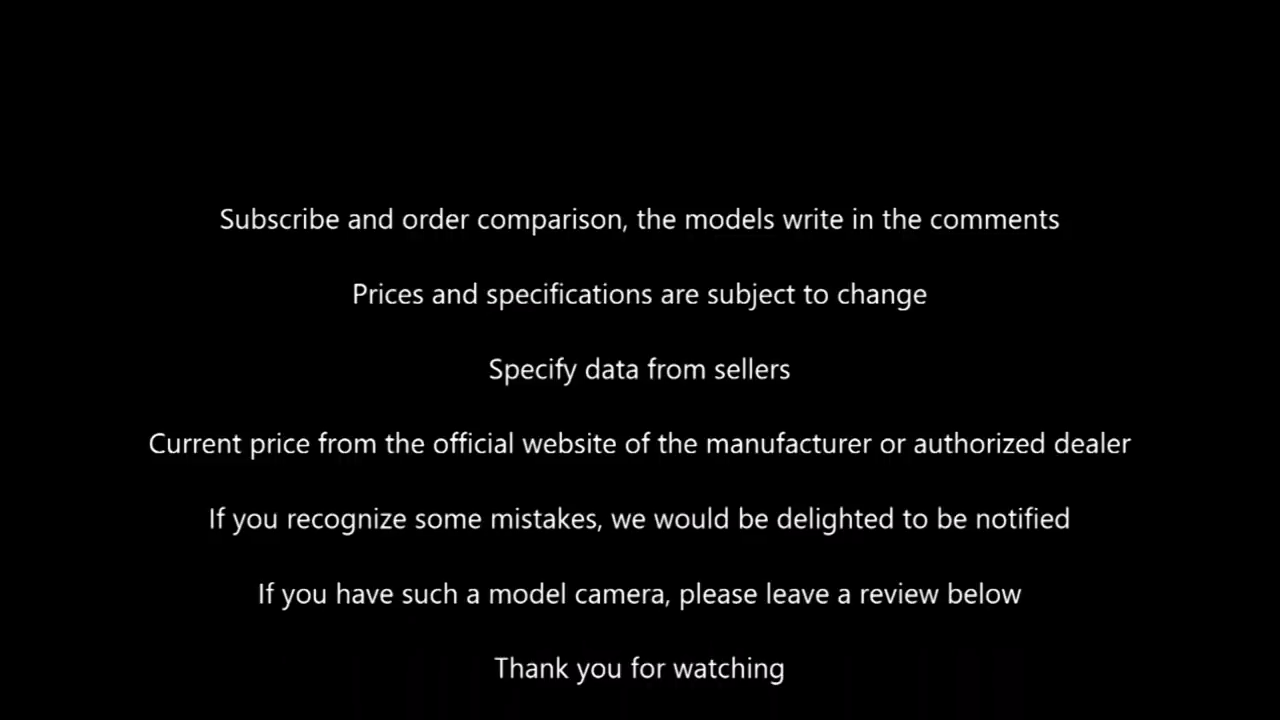 Subscribe and order comparison, the models write in the comments
Prices and specifications are subject to change
Specify data from sellers
Current price from the official website of the manufacturer or authorized dealer
If you recognize some mistakes, we would be delighted to be notified
If you have such a model camera, please leave a review below
Thank you for watching